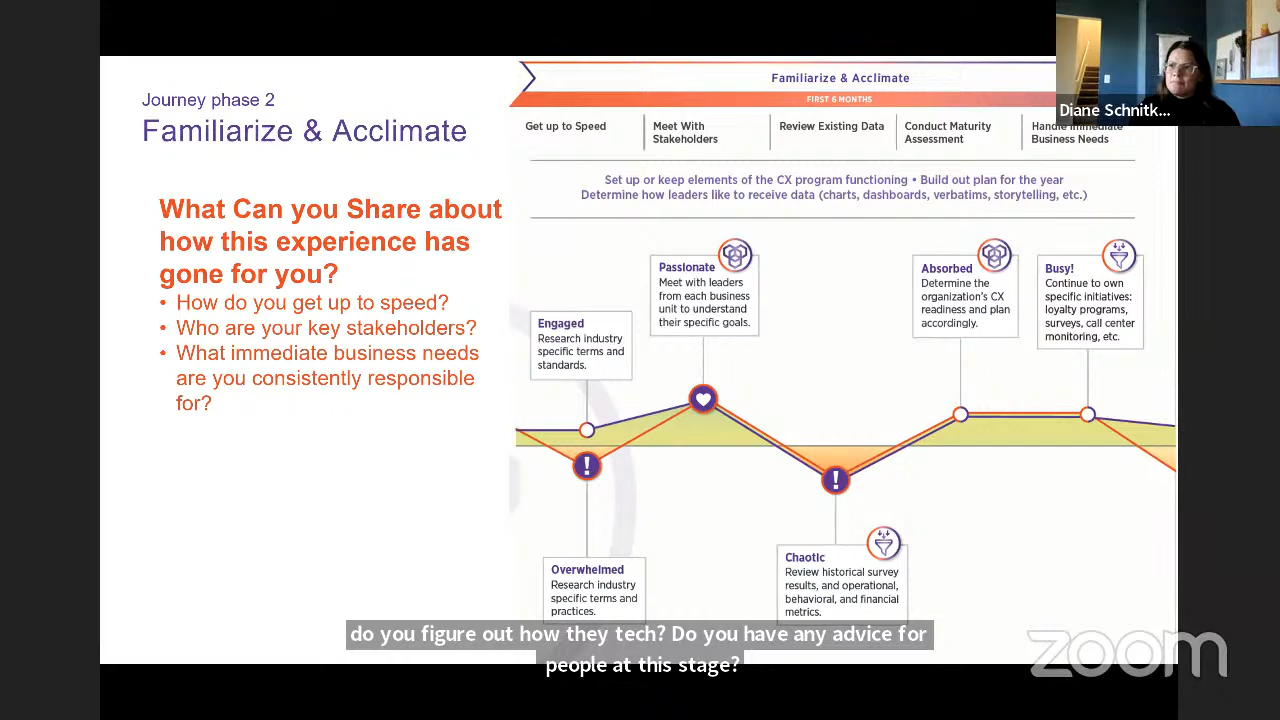 Journey phase 2
Familiarize & Acclimate
What Can you Share about
how this experience has
gone for you?
• How do you get up to speed?
• Who are your key stakeholders?
• What immediate business needs
are you consistently responsible
for?
Familiarize & Acclimate
FIRST 6 MONTHS
Get up to Speed
Meet With
Stakeholders
Review Existing Data
Conduct Maturity
Assessment
Handle Immediate
Business Needs
Set up or keep elements of the CX program functioning • Build out plan for the year
Determine how leaders like to receive data (charts, dashboards, verbatims, storytelling, etc.)
Engaged
Research industry
specific terms and
standards.
Passionate
Meet with leaders
from each business
unit to understand
their specific goals.
Absorbed
Determine the
organization's CX
readiness and plan
accordingly.
Busy!
Continue to own
specific initiatives:
loyalty programs,
surveys, call center
monitoring, etc.
Overwhelmed
Research industry
specific terms and
practices.
Chaotic
Review historical survey
results, and operational,
behavioral, and financial
metrics.
Diane Schnitk...
do you figure out how they tech? Do you have any advice for
people at this stage?
zoom